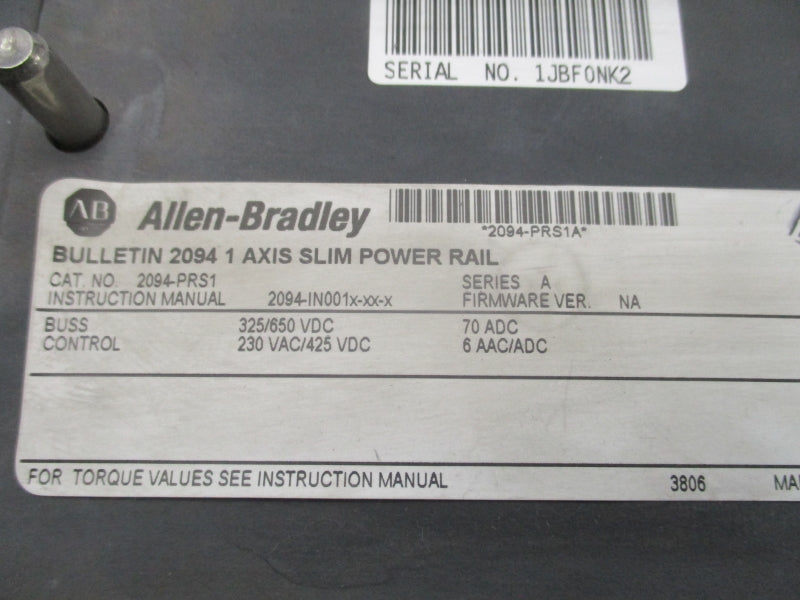 SERIAL NO. 1JBF0NK2
AB Allen-Bradley
*2094-PRS1A*
BULLETIN 2094 1 AXIS SLIM POWER RAIL
CAT. NO. 2094-PRS1 SERIES A
INSTRUCTION MANUAL 2094-IN001x-xx-x FIRMWARE VER. NA
BUSS 325/650 VDC 70 ADC
CONTROL 230 VAC/425 VDC 6 AAC/ADC
FOR TORQUE VALUES SEE INSTRUCTION MANUAL 3806